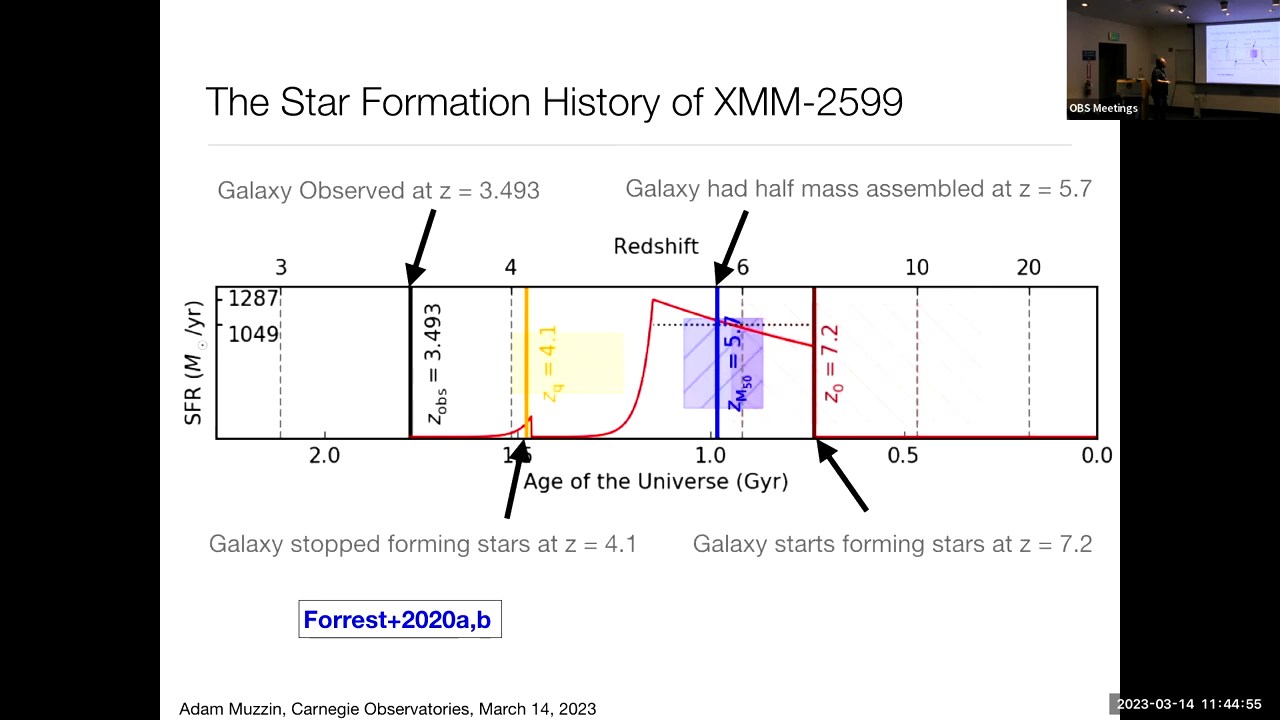 OBS Meetings
The Star Formation History of XMM-2599
Galaxy Observed at z = 3.493
Galaxy had half mass assembled at z = 5.7
Redshift
3 4 6 10 20
SFR (M☉/yr)
1287
1049
z_obs = 3.493
z_q = 4.1
z_M50 = 5.7
z_0 = 7.2
2.0 1.5 1.0 0.5 0.0
Age of the Universe (Gyr)
Galaxy stopped forming stars at z = 4.1
Galaxy starts forming stars at z = 7.2
Forrest+2020a,b
Adam Muzzin, Carnegie Observatories, March 14, 2023
2023-03-14 11:44:55